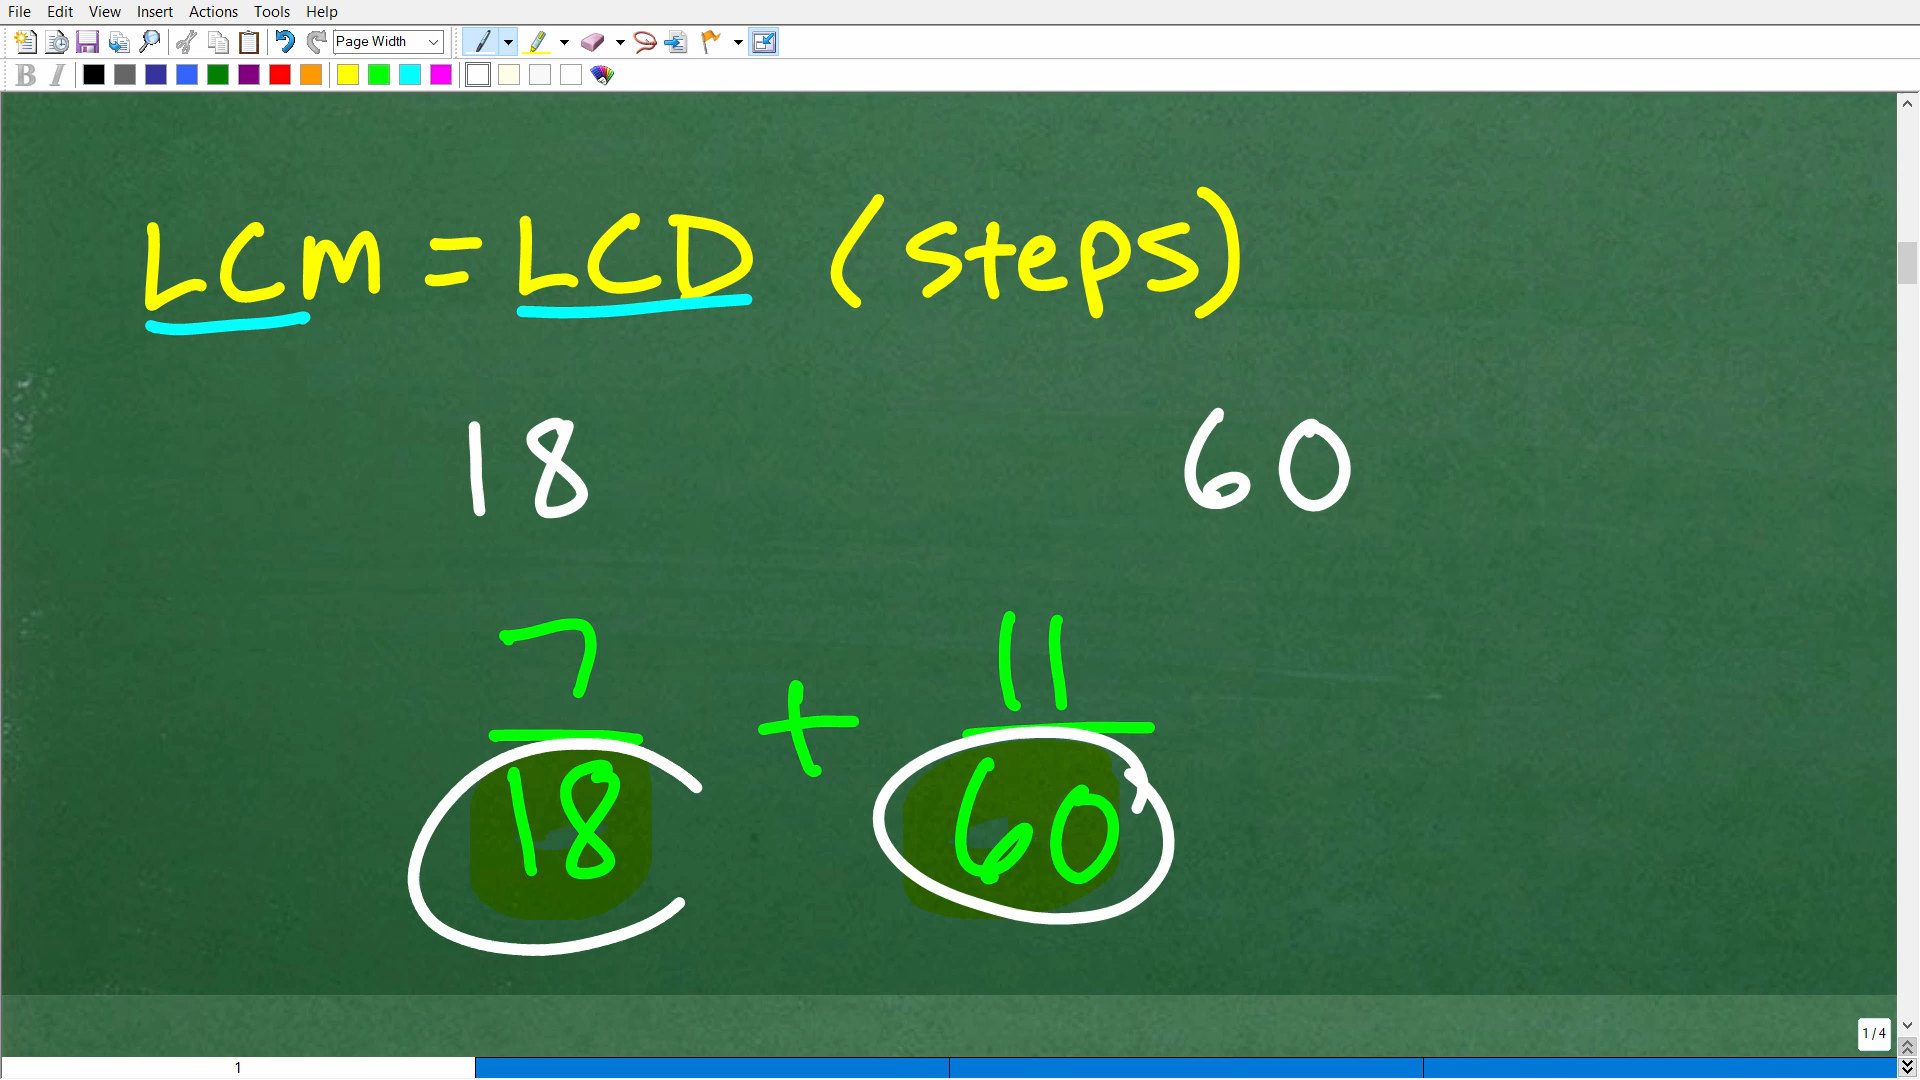 File Edit View Insert Actions Tools Help
Page Width
B I
LCm = LCD (steps)
18 60
7 + 11
18 60
1 / 4
1